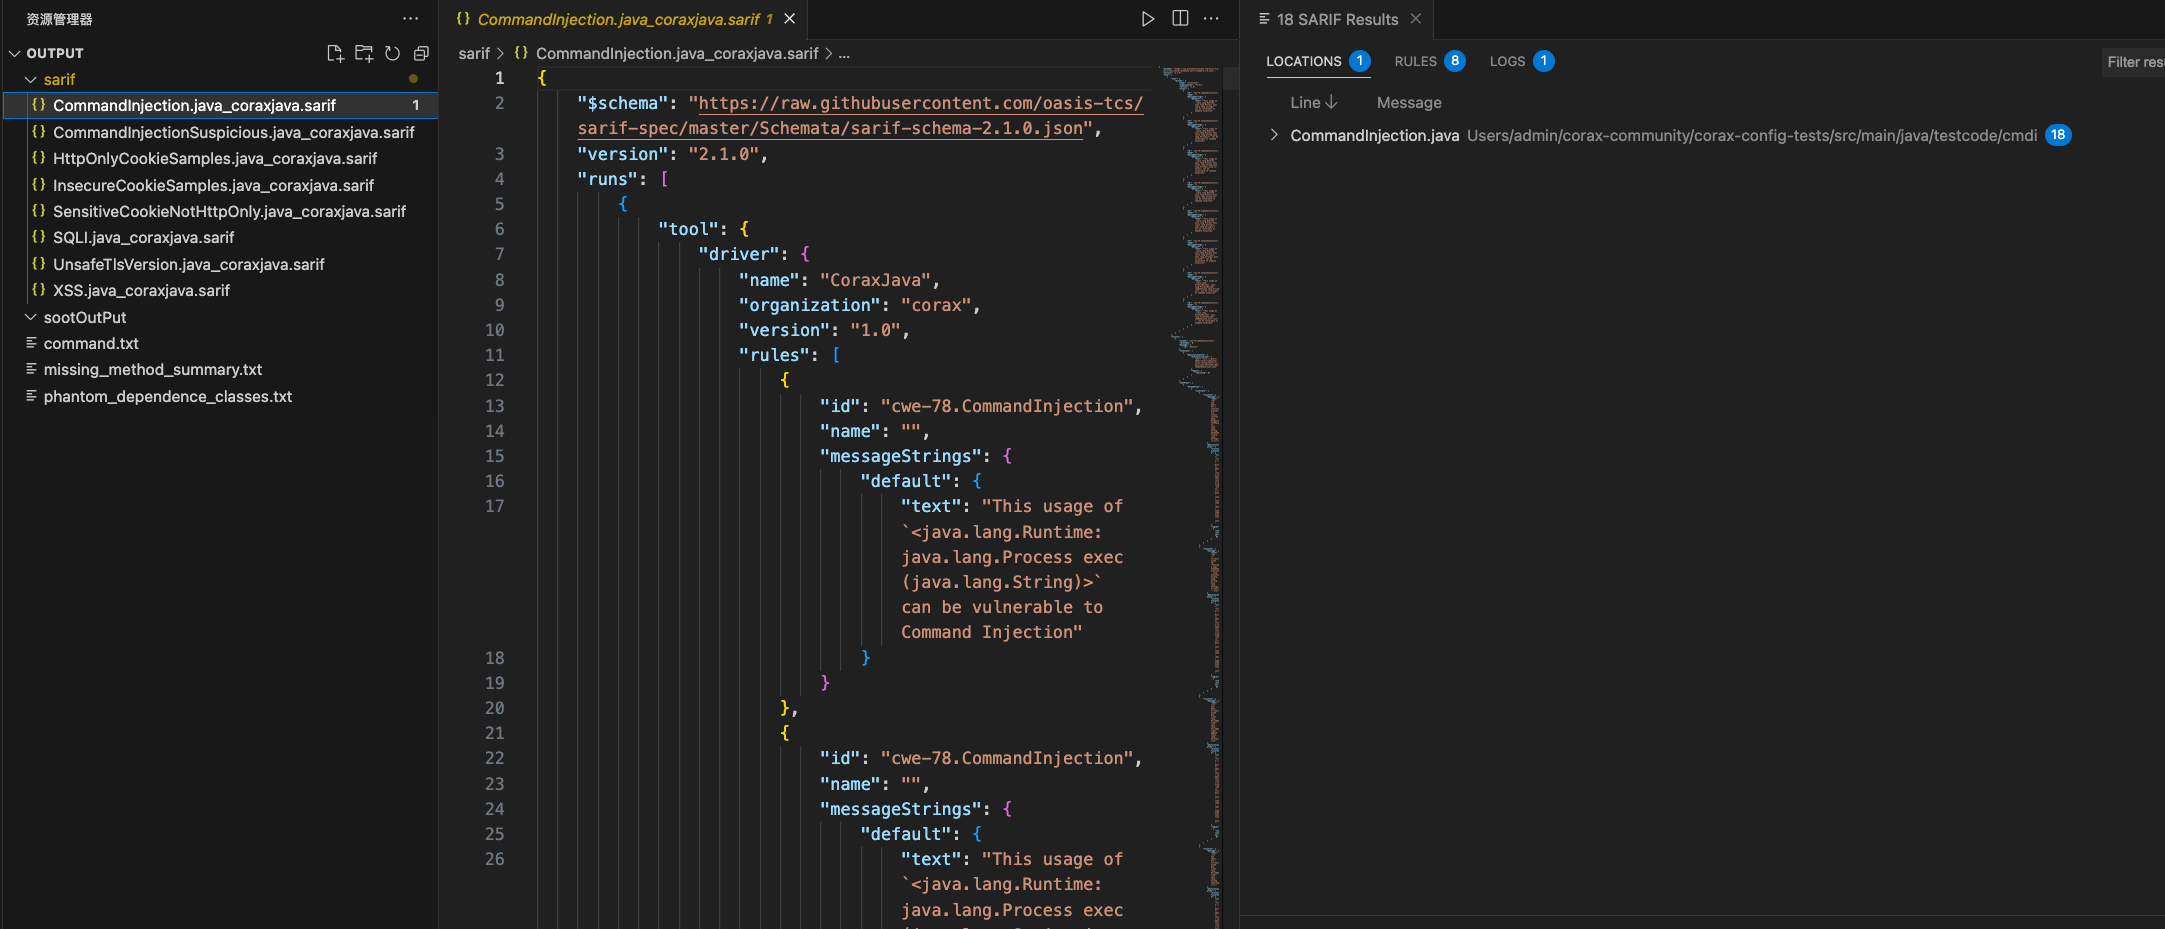 资源管理器
OUTPUT
sarif
CommandInjection.java_coraxjava.sarif 1
CommandInjectionSuspicious.java_coraxjava.sarif
HttpOnlyCookieSamples.java_coraxjava.sarif
InsecureCookieSamples.java_coraxjava.sarif
SensitiveCookieNotHttpOnly.java_coraxjava.sarif
SQLI.java_coraxjava.sarif
UnsafeTlsVersion.java_coraxjava.sarif
XSS.java_coraxjava.sarif
sootOutPut
command.txt
missing_method_summary.txt
phantom_dependence_classes.txt
{} CommandInjection.java_coraxjava.sarif 1
sarif > {} CommandInjection.java_coraxjava.sarif > ...
1 {
2 "$schema": "https://raw.githubusercontent.com/oasis-tcs/
sarif-spec/master/Schemata/sarif-schema-2.1.0.json",
3 "version": "2.1.0",
4 "runs": [
5 {
6 "tool": {
7 "driver": {
8 "name": "CoraxJava",
9 "organization": "corax",
10 "version": "1.0",
11 "rules": [
12 {
13 "id": "cwe-78.CommandInjection",
14 "name": "",
15 "messageStrings": {
16 "default": {
17 "text": "This usage of
`<java.lang.Runtime:
java.lang.Process exec
(java.lang.String)>`
can be vulnerable to
Command Injection"
18 }
19 }
20 },
21 {
22 "id": "cwe-78.CommandInjection",
23 "name": "",
24 "messageStrings": {
25 "default": {
26 "text": "This usage of
`<java.lang.Runtime:
java.lang.Process exec
18 SARIF Results
LOCATIONS 1 RULES 8 LOGS 1
Filter res
Line Message
CommandInjection.java Users/admin/corax-community/corax-config-tests/src/main/java/testcode/cmdi 18